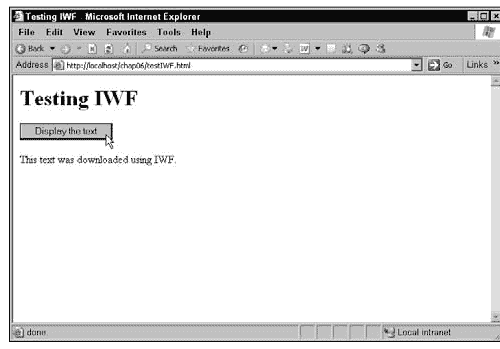 Testing IWF - Microsoft Internet Explorer
File Edit View Favorites Tools Help
Back Search Favorites
Address http://localhost/chap06/testIWF.html Go Links »
Testing IWF
Display the text
This text was downloaded using IWF.
done. Local intranet